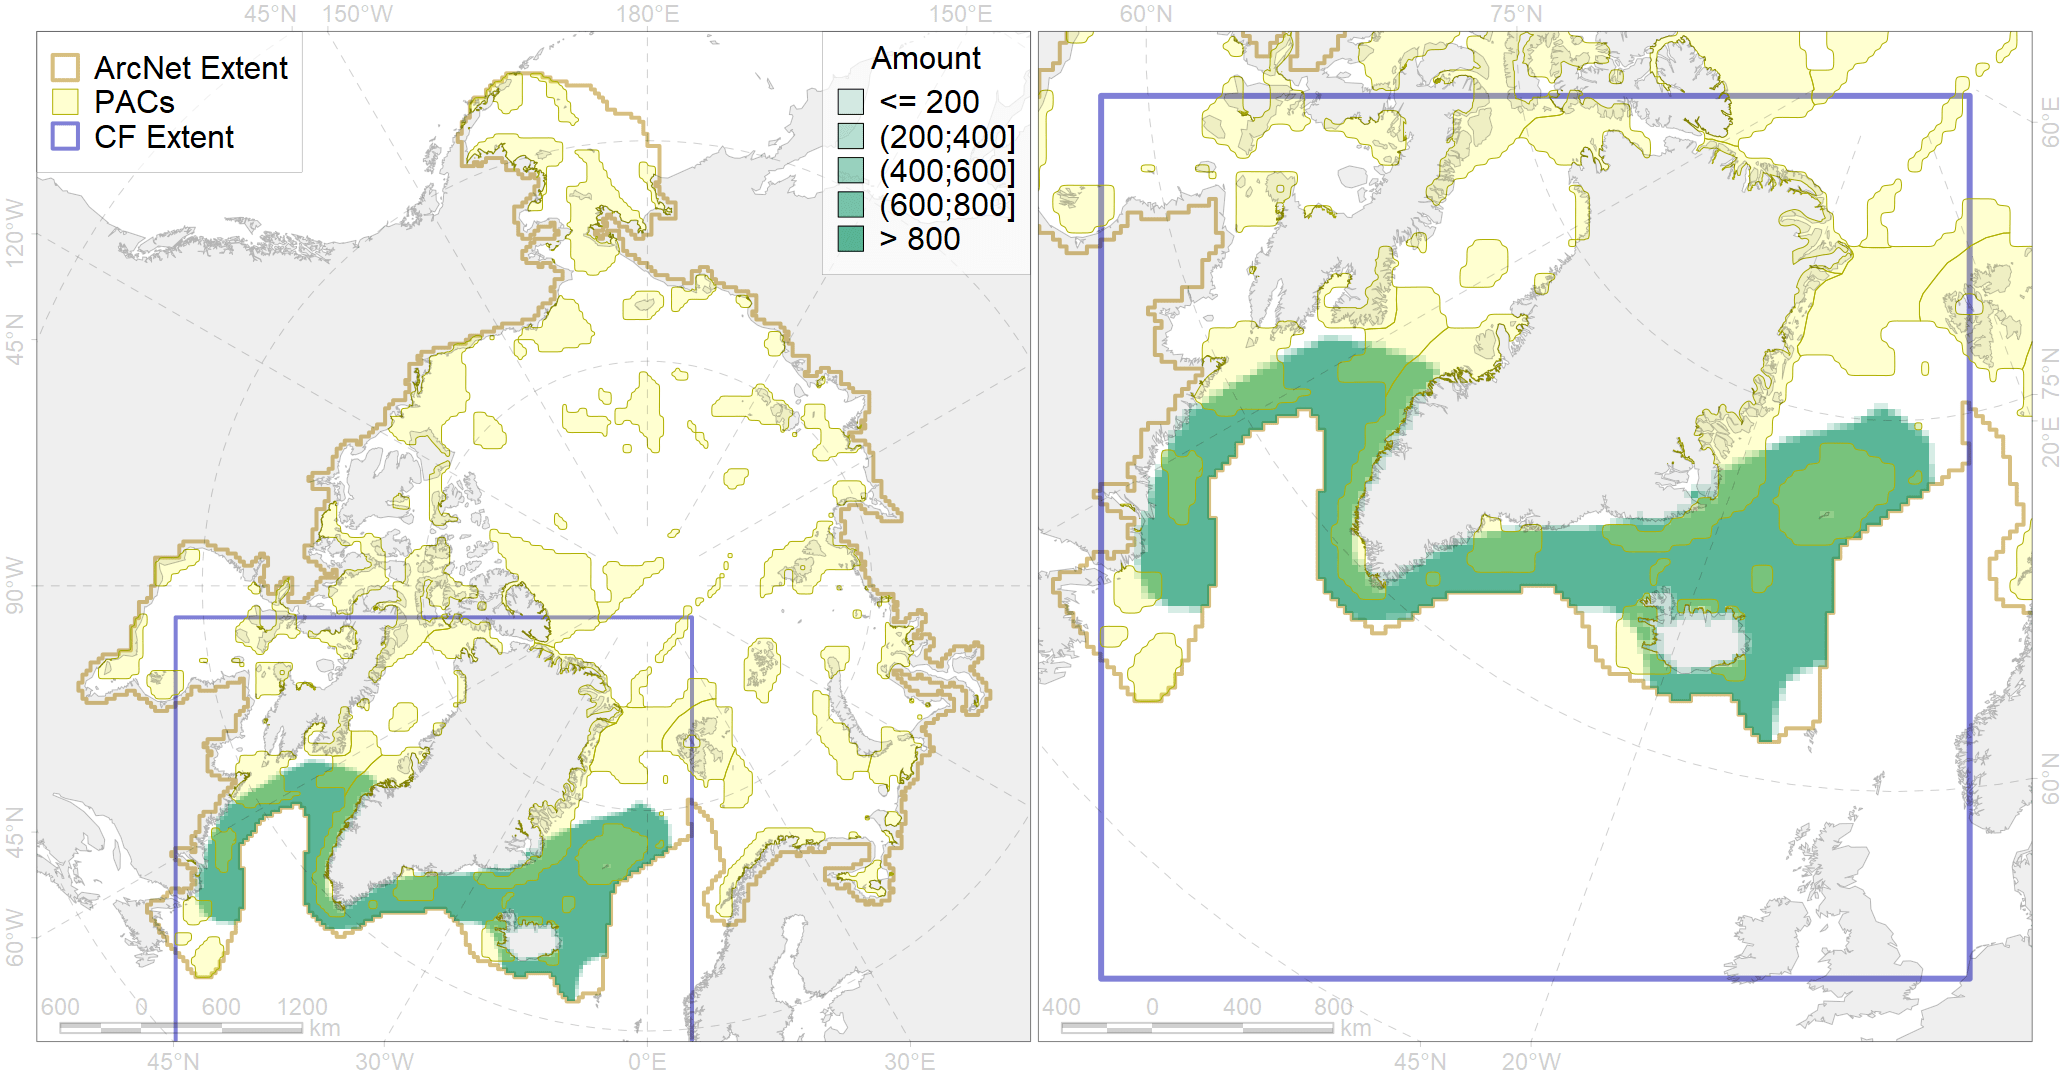 45°N 150°W 180°E 150°E 60°N 75°N
ArcNet Extent
PACs
CF Extent
Amount
<= 200
(200;400]
(400;600]
(600;800]
> 800
120°W
45°N
90°W
45°N
60°W
60°E
75°N
20°E
60°N
600 0 600 1200
km
400 0 400 800
km
45°N 30°W 0°E 30°E 45°N 20°W